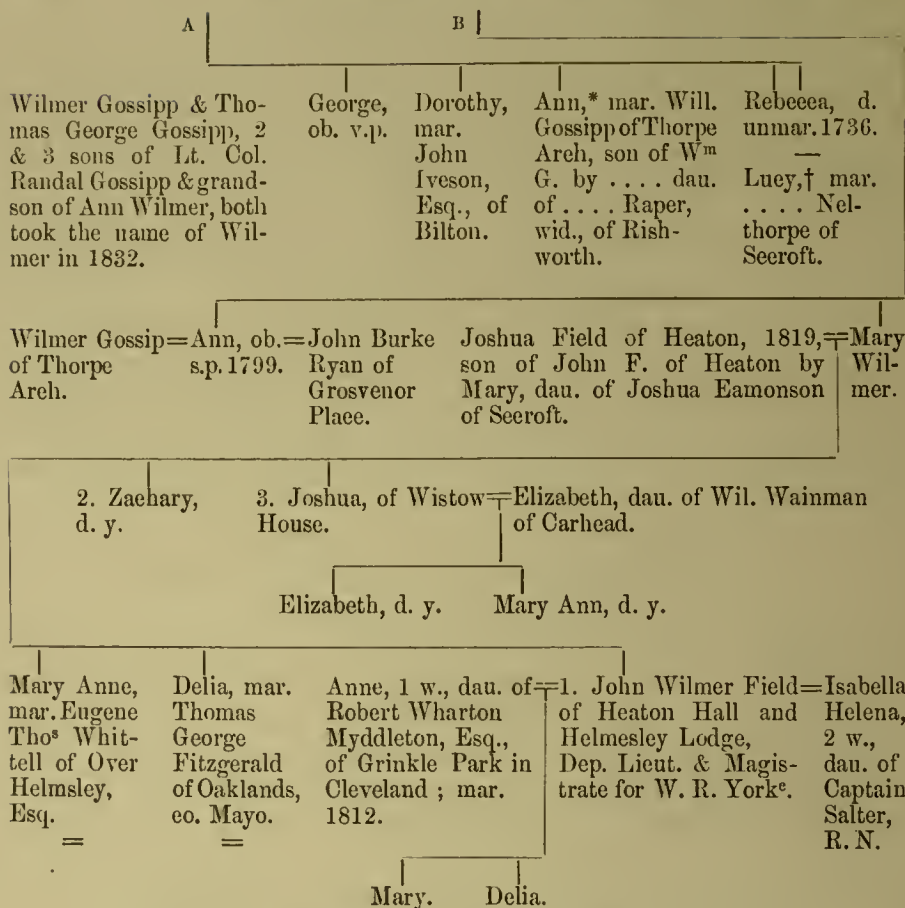 A
B
Wilmer Gossipp & Tho-
mas George Gossipp, 2
& 3 sons of Lt. Col.
Randal Gossipp & grand-
son of Ann Wilmer, both
took the name of Wil-
mer in 1832.
George,
ob. v.p.
Dorothy,
mar.
John
Iveson,
Esq., of
Bilton.
Ann,* mar. Will.
Gossipp of Thorpe
Areh, son of Wᵐ
G. by .... dau.
of .... Raper,
wid., of Rish-
worth.
Rebeeea, d.
unmar. 1736.
—
Luey,† mar.
.... Nel-
thorpe of
Seeroft.
Wilmer Gossip=
of Thorpe
Areh.
Ann, ob.=
s.p. 1799.
John Burke
Ryan of
Grosvenor
Plaee.
Joshua Field of Heaton, 1819,=
son of John F. of Heaton by
Mary, dau. of Joshua Eamonson
of Seeroft.
Mary
Wil-
mer.
2. Zachary,
d. y.
3. Joshua, of Wistow=
House.
Elizabeth, dau. of Wil. Wainman
of Carhead.
Elizabeth, d. y.
Mary Ann, d. y.
Mary Anne,
mar. Eugene
Thoˢ Whit-
tell of Over
Helmsley,
Esq.
=
Delia, mar.
Thomas
George
Fitzgerald
of Oaklands,
eo. Mayo.
=
Anne, 1 w., dau. of=
Robert Wharton
Myddleton, Esq.,
of Grinkle Park in
Cleveland ; mar.
1812.
1. John Wilmer Field=
of Heaton Hall and
Helmesley Lodge,
Dep. Lieut. & Magis-
trate for W. R. Yorkᵉ.
Isabella
Helena,
2 w.,
dau. of
Captain
Salter,
R. N.
Mary.
Delia.